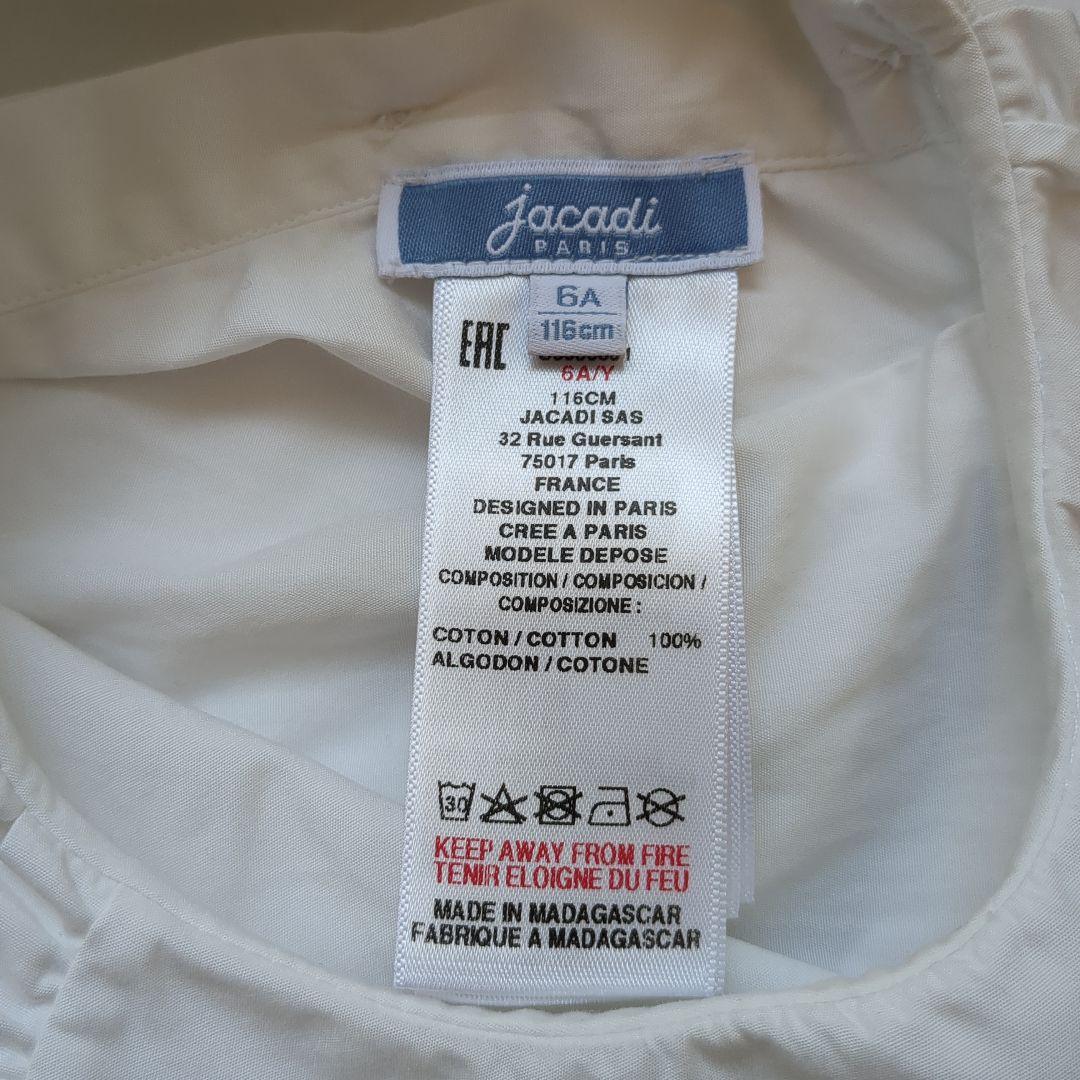 jacadi
PARIS
6A
116cm
EAC
6A/Y
116CM
JACADI SAS
32 Rue Guersant
75017 Paris
FRANCE
DESIGNED IN PARIS
CREE A PARIS
MODELE DEPOSE
COMPOSITION / COMPOSICION /
COMPOSIZIONE :
COTON / COTTON 100%
ALGODON / COTONE
30
KEEP AWAY FROM FIRE
TENIR ELOIGNE DU FEU
MADE IN MADAGASCAR
FABRIQUE A MADAGASCAR